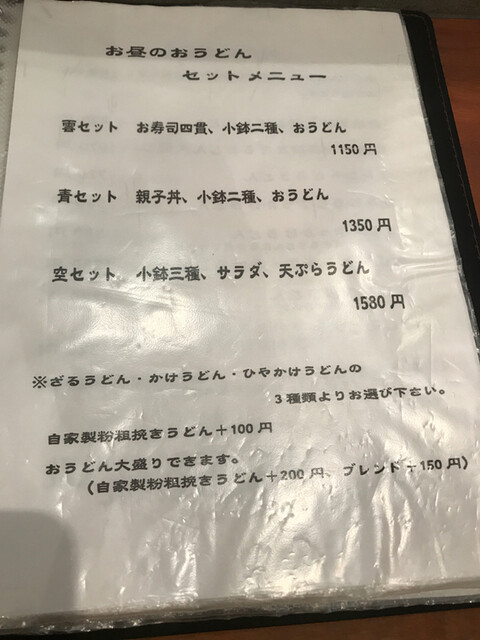 お昼のおうどん
セットメニュー
雲セット お寿司四貫、小鉢二種、おうどん
1150円
青セット 親子丼、小鉢二種、おうどん
1350円
空セット 小鉢三種、サラダ、天ぷらうどん
1580円
※ざるうどん・かけうどん・ひやかけうどんの
3種類よりお選び下さい。
自家製粉粗挽きうどん+100円
おうどん大盛りできます。
(自家製粉粗挽きうどん+200円、ブレンド+150円)